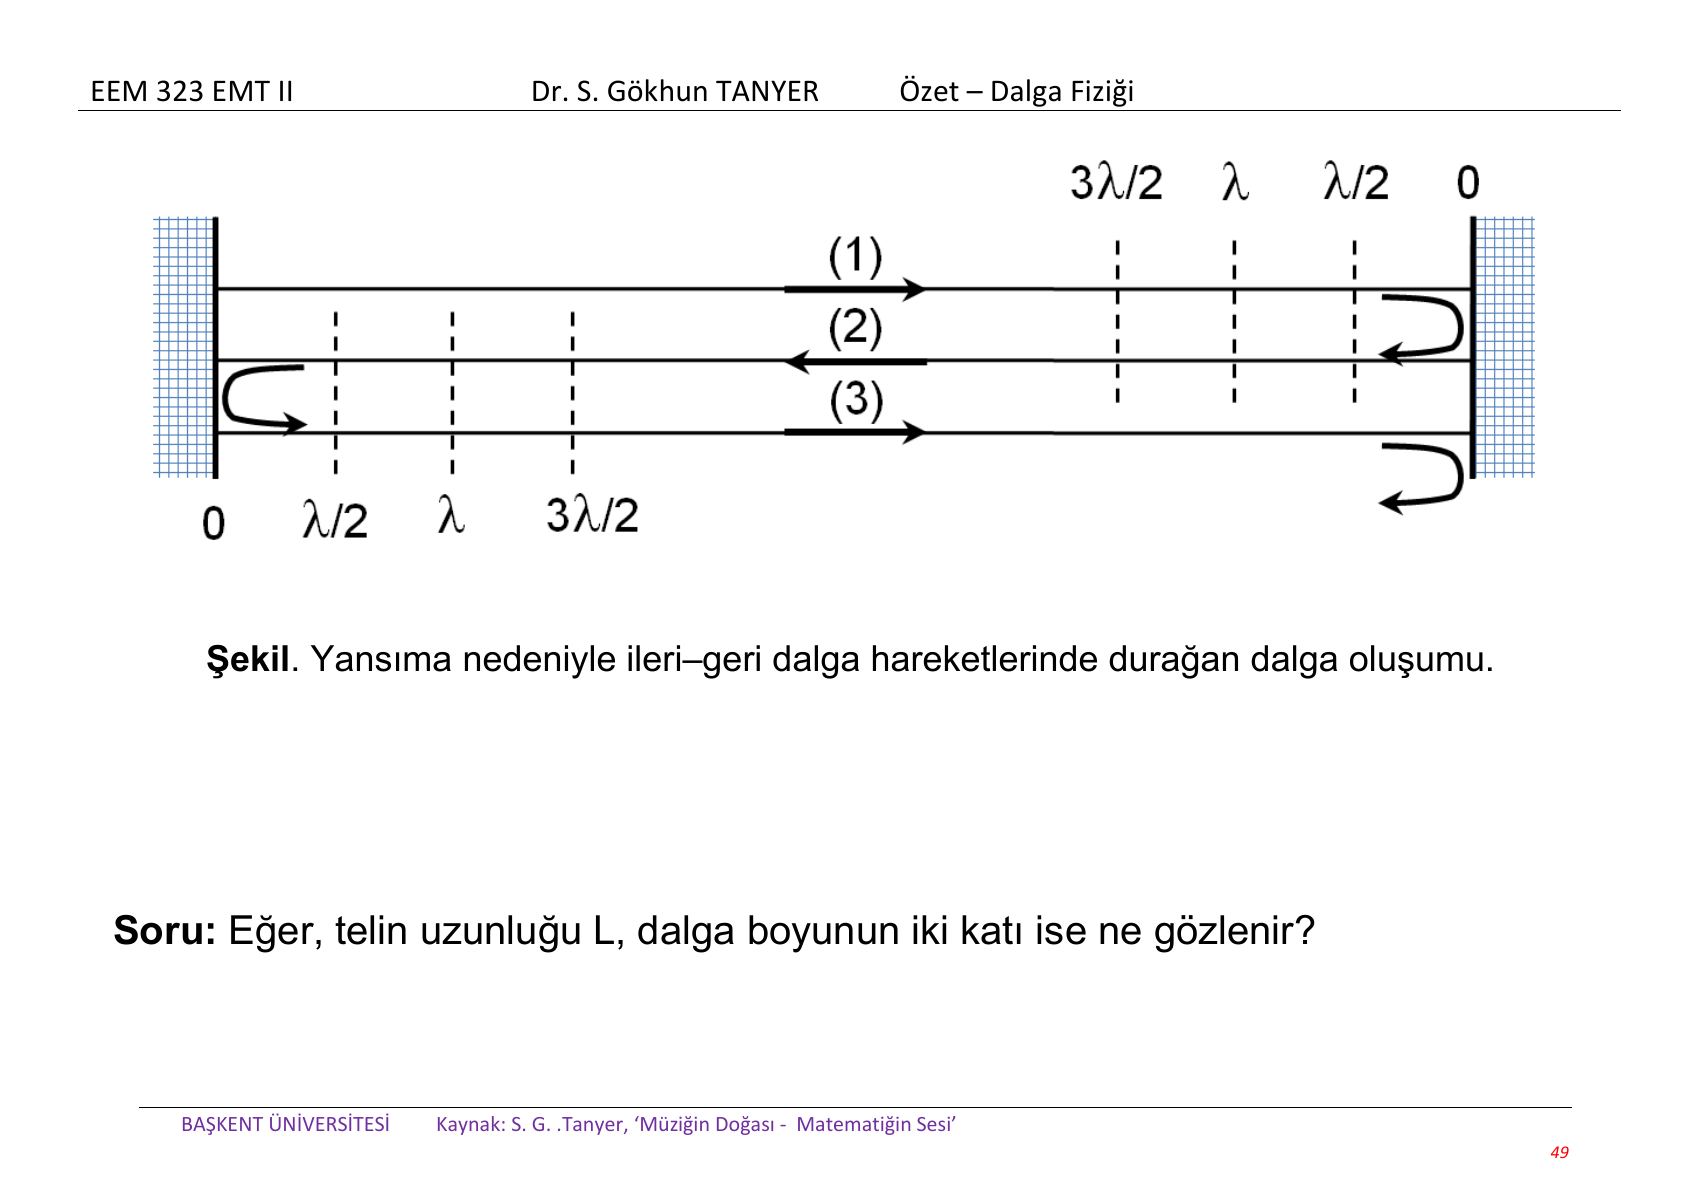 EEM 323 EMT II Dr. S. Gökhun TANYER Özet – Dalga Fiziği
3λ/2 λ λ/2 0
(1)
(2)
(3)
0 λ/2 λ 3λ/2
Şekil. Yansıma nedeniyle ileri–geri dalga hareketlerinde durağan dalga oluşumu.
Soru: Eğer, telin uzunluğu L, dalga boyunun iki katı ise ne gözlenir?
BAŞKENT ÜNİVERSİTESİ Kaynak: S. G. .Tanyer, ‘Müziğin Doğası - Matematiğin Sesi’
49